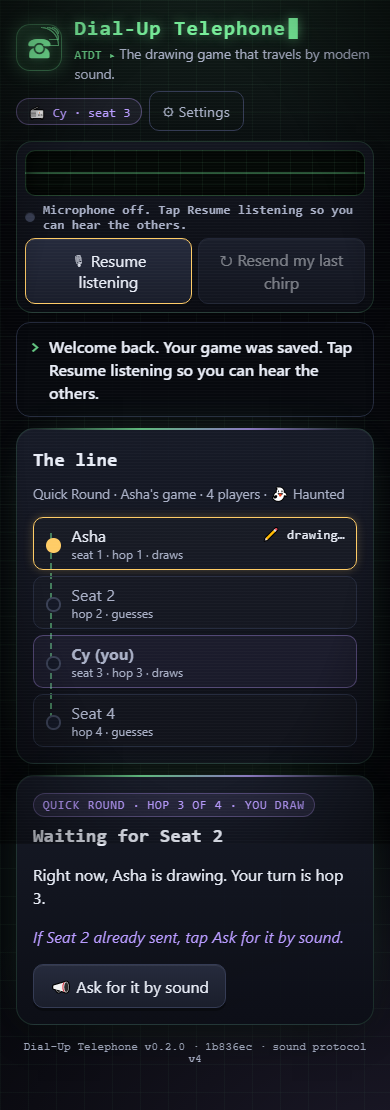 Dial-Up Telephone
ATDT ▸ The drawing game that travels by modem
sound.
📻 Cy · seat 3
⚙ Settings
Microphone off. Tap Resume listening so you
can hear the others.
🎙 Resume
listening
↻ Resend my last
chirp
> Welcome back. Your game was saved. Tap
Resume listening so you can hear the
others.
The line
Quick Round · Asha's game · 4 players · 👻 Haunted
Asha
✏️ drawing…
seat 1 · hop 1 · draws
Seat 2
hop 2 · guesses
Cy (you)
seat 3 · hop 3 · draws
Seat 4
hop 4 · guesses
QUICK ROUND · HOP 3 OF 4 · YOU DRAW
Waiting for Seat 2
Right now, Asha is drawing. Your turn is hop
3.
If Seat 2 already sent, tap Ask for it by sound.
📣 Ask for it by sound
Dial-Up Telephone v0.2.0 · 1b836ec · sound protocol
v4